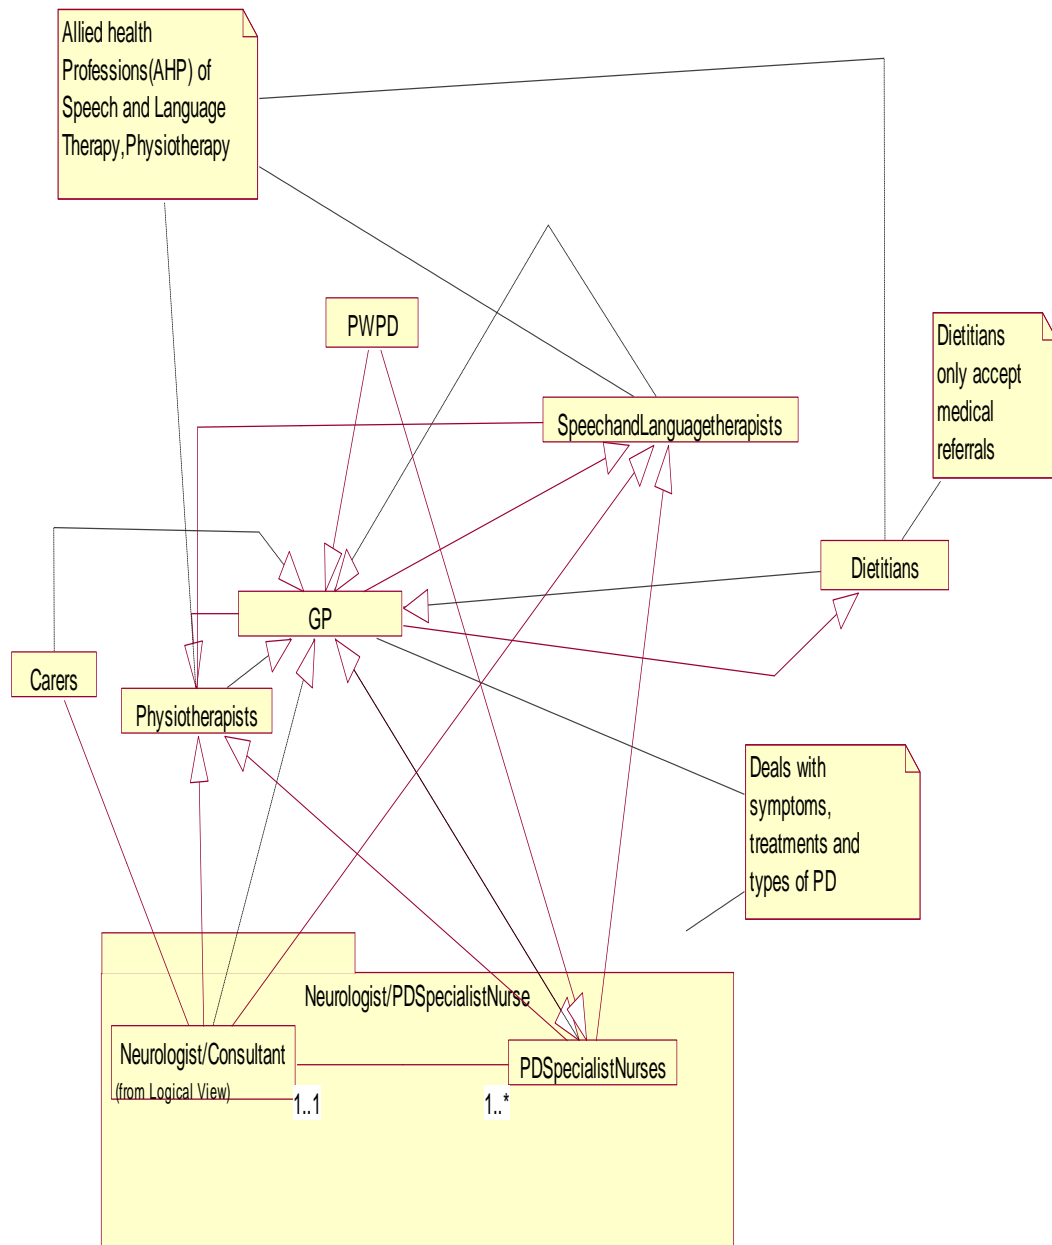 Allied health
Professions(AHP) of
Speech and Language
Therapy,Physiotherapy
PWPD
Dietitians
only accept
medical
referrals
SpeechandLanguagetherapists
Dietitians
GP
Carers
Physiotherapists
Deals with
symptoms,
treatments and
types of PD
Neurologist/PDSpecialistNurse
Neurologist/Consultant
(from Logical View)
PDSpecialistNurses
1..1
1..*